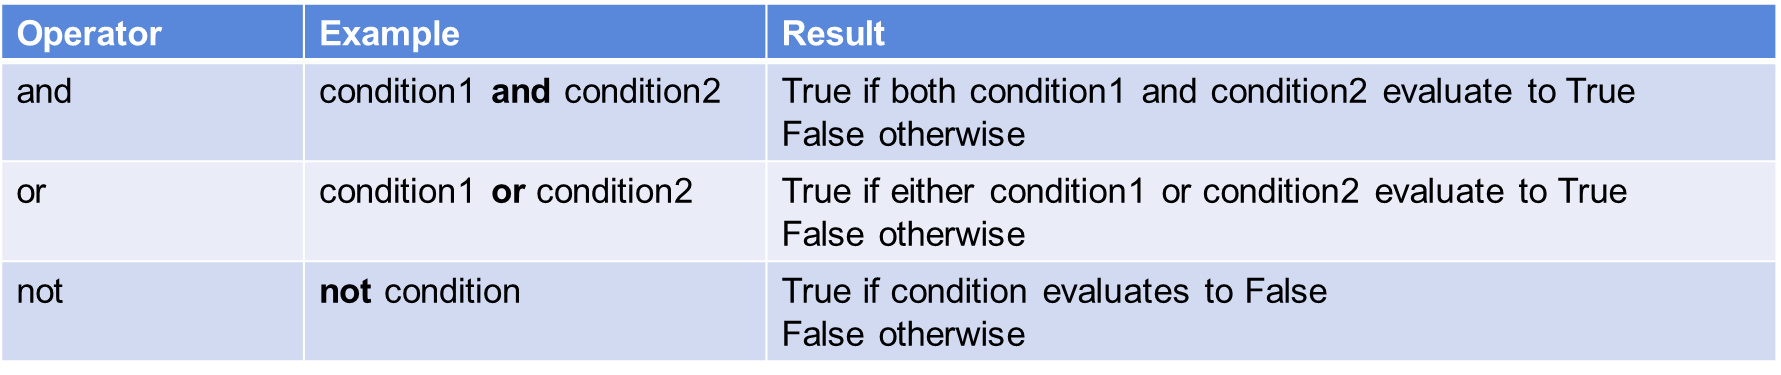 Operator Example Result
and condition1 and condition2 True if both condition1 and condition2 evaluate to True
False otherwise
or condition1 or condition2 True if either condition1 or condition2 evaluate to True
False otherwise
not not condition True if condition evaluates to False
False otherwise